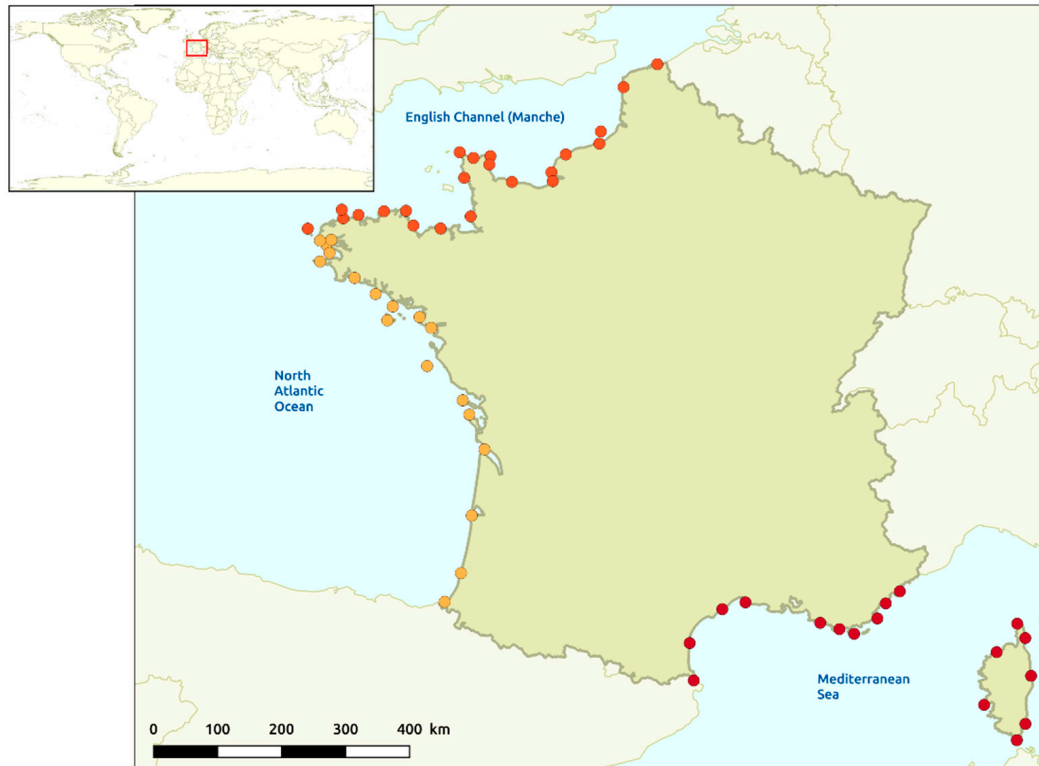 English Channel (Manche)
North
Atlantic
Ocean
Mediterranean
Sea
0 100 200 300 400 km